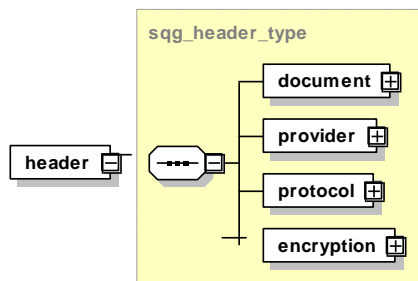 sqg_header_type
document
provider
header
protocol
encryption